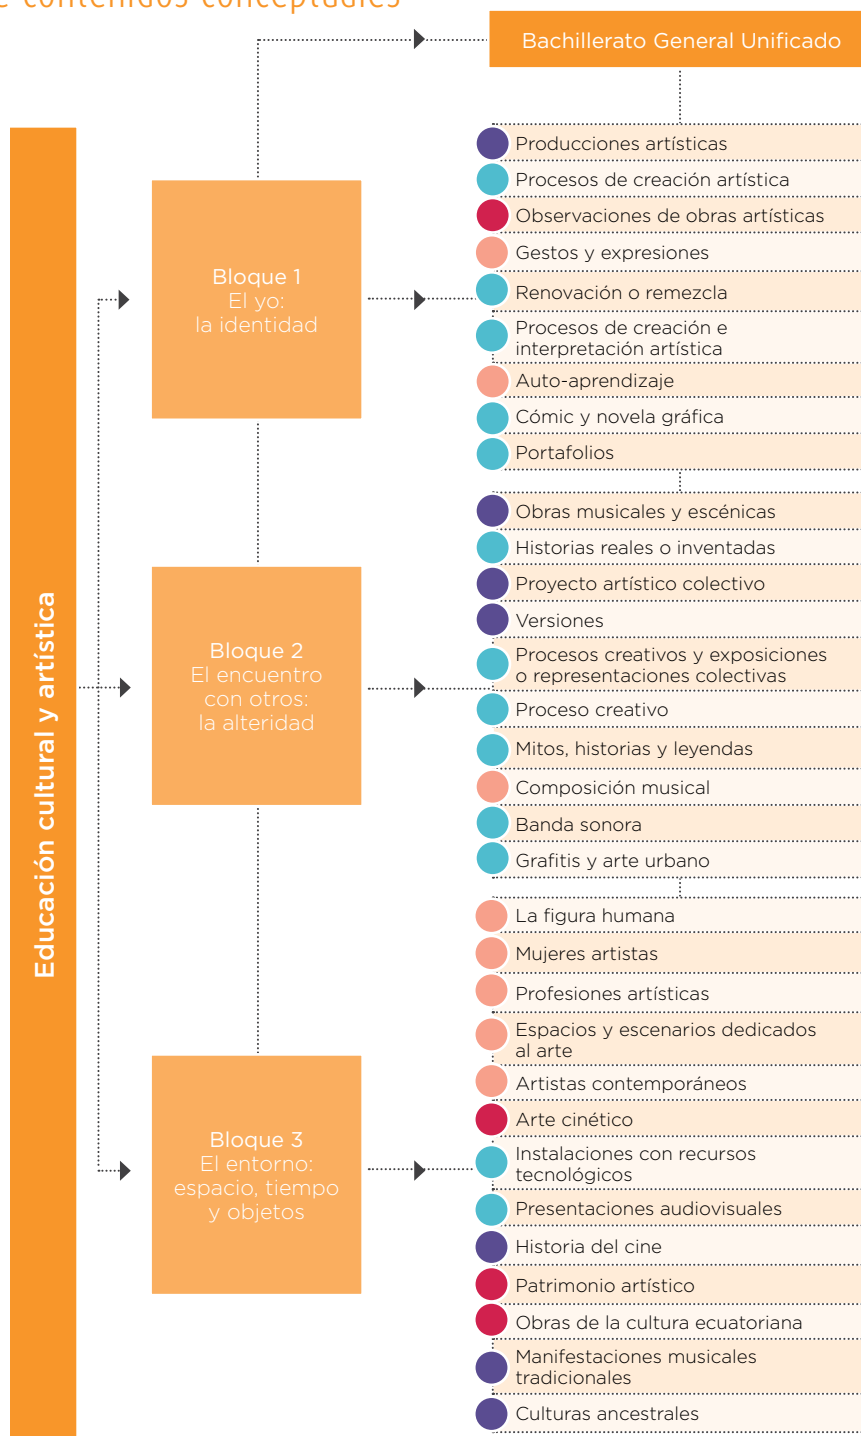 e contenidos conceptuales
Bachillerato General Unificado
Educación cultural y artística
Bloque 1
El yo:
la identidad
Producciones artísticas
Procesos de creación artística
Observaciones de obras artísticas
Gestos y expresiones
Renovación o remezcla
Procesos de creación e
interpretación artística
Auto-aprendizaje
Cómic y novela gráfica
Portafolios
Bloque 2
El encuentro
con otros:
la alteridad
Obras musicales y escénicas
Historias reales o inventadas
Proyecto artístico colectivo
Versiones
Procesos creativos y exposiciones
o representaciones colectivas
Proceso creativo
Mitos, historias y leyendas
Composición musical
Banda sonora
Grafitis y arte urbano
Bloque 3
El entorno:
espacio, tiempo
y objetos
La figura humana
Mujeres artistas
Profesiones artísticas
Espacios y escenarios dedicados
al arte
Artistas contemporáneos
Arte cinético
Instalaciones con recursos
tecnológicos
Presentaciones audiovisuales
Historia del cine
Patrimonio artístico
Obras de la cultura ecuatoriana
Manifestaciones musicales
tradicionales
Culturas ancestrales